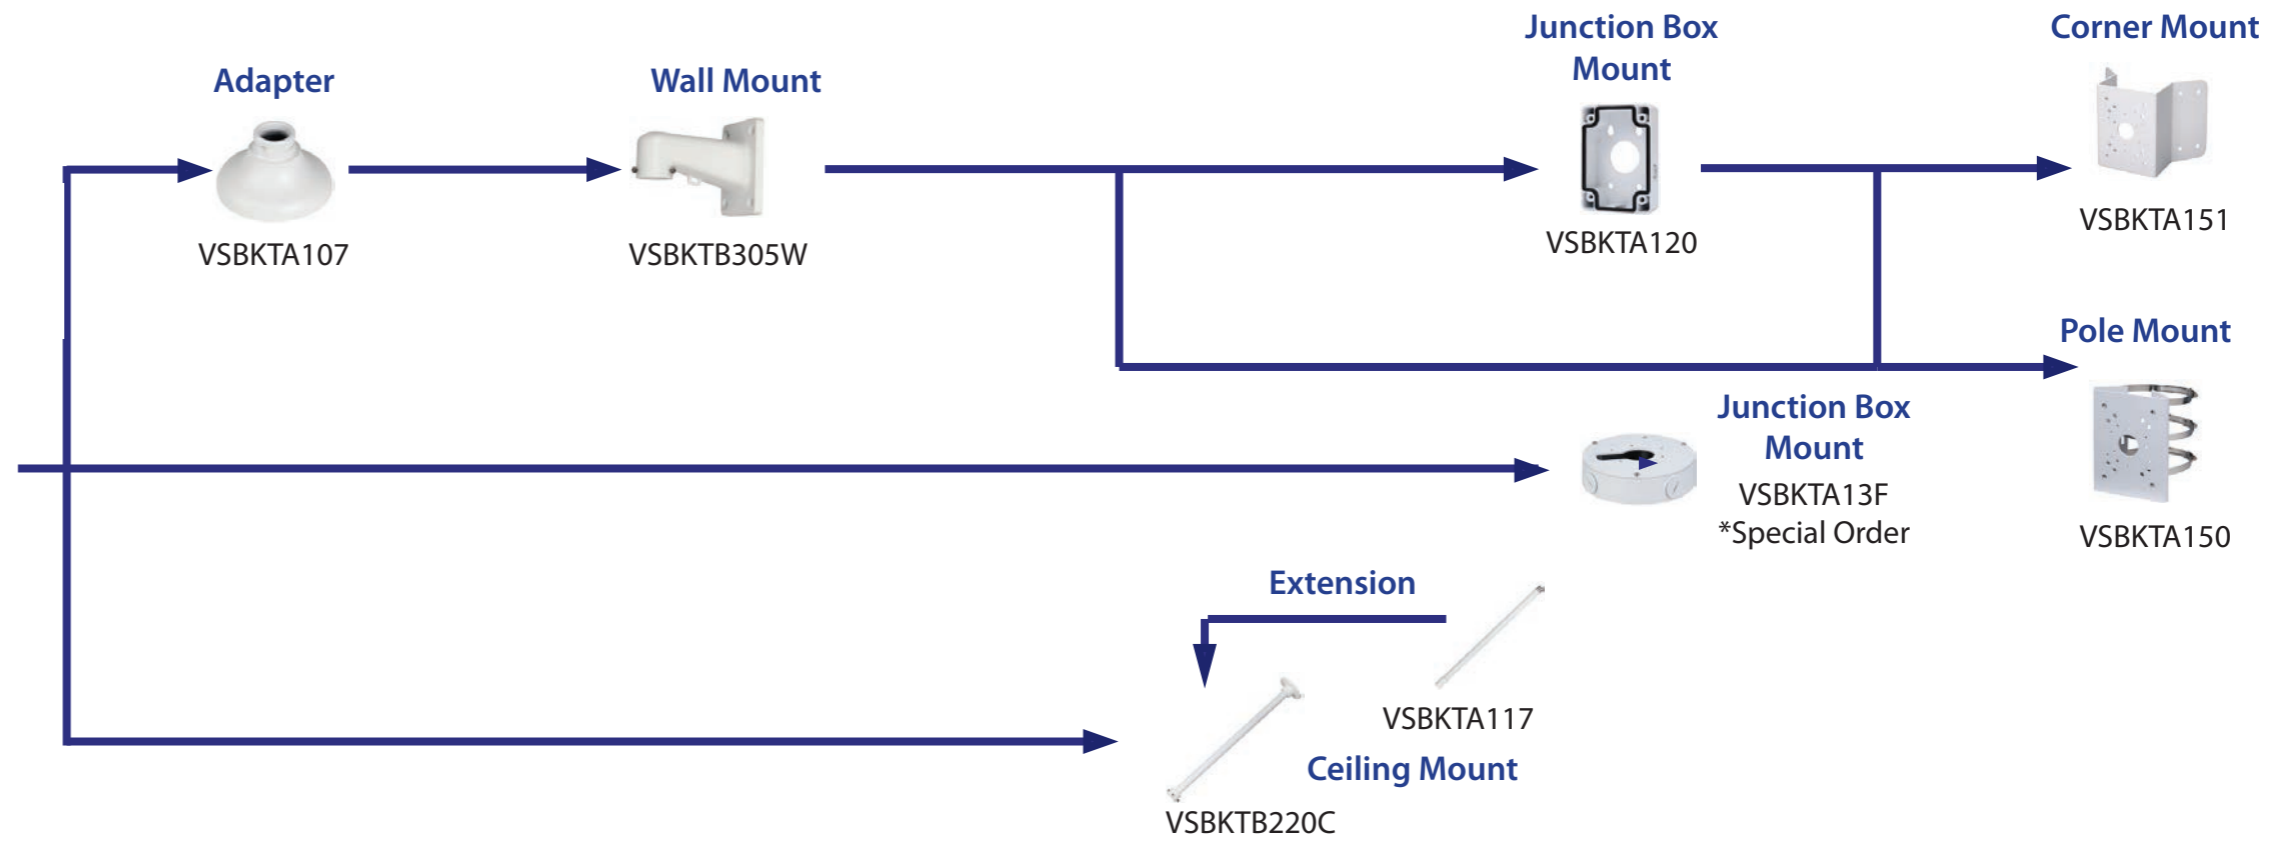 Adapter
VSBKTA107
Wall Mount
VSBKTB305W
Junction Box
Mount
VSBKTA120
Corner Mount
VSBKTA151
Pole Mount
VSBKTA150
Junction Box
Mount
VSBKTA13F
*Special Order
Extension
VSBKTA117
Ceiling Mount
VSBKTB220C